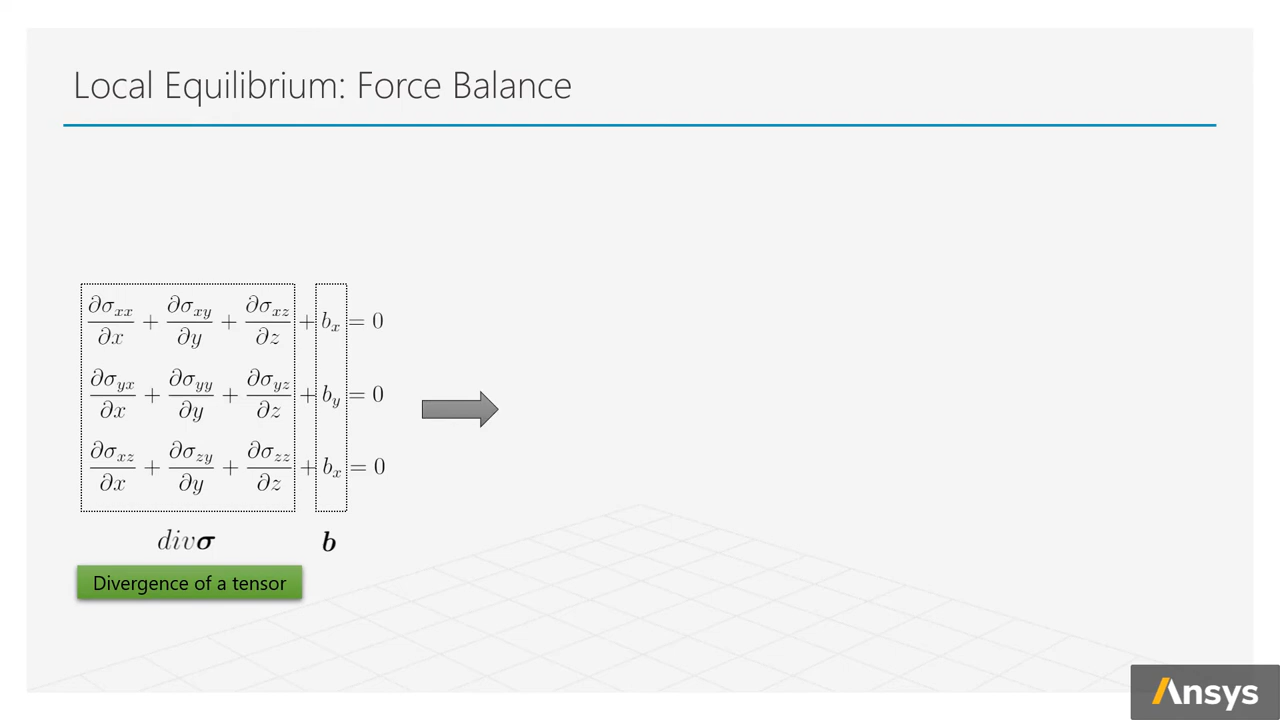 Local Equilibrium: Force Balance
∂σ_xx/∂x + ∂σ_xy/∂y + ∂σ_xz/∂z + b_x = 0
∂σ_yx/∂x + ∂σ_yy/∂y + ∂σ_yz/∂z + b_y = 0
∂σ_xz/∂x + ∂σ_zy/∂y + ∂σ_zz/∂z + b_x = 0
divσ b
Divergence of a tensor
Ansys